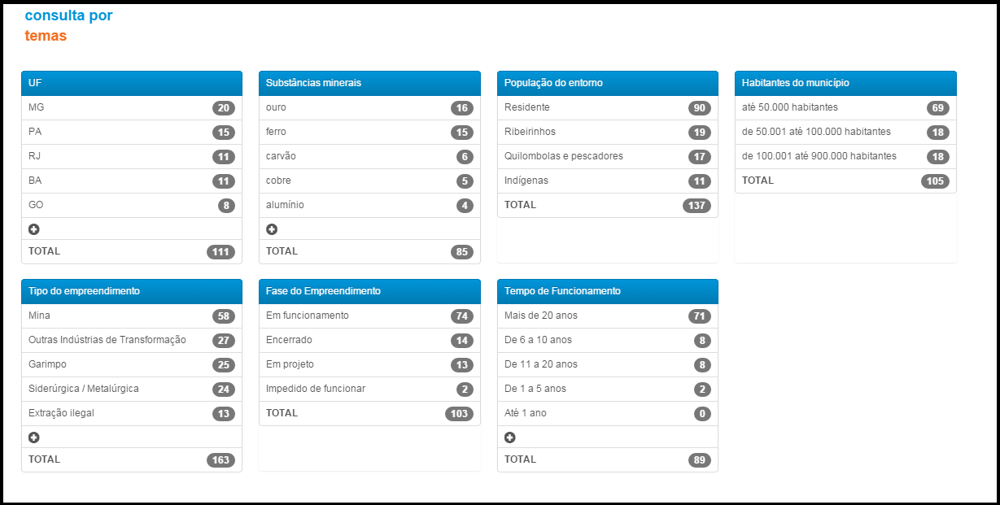 consulta por
temas
UF
MG 20
PA 15
RJ 11
BA 11
GO 8
TOTAL 111
Substâncias minerais
ouro 16
ferro 15
carvão 6
cobre 5
alumínio 4
TOTAL 85
População do entorno
Residente 90
Ribeirinhos 19
Quilombolas e pescadores 17
Indígenas 11
TOTAL 137
Habitantes do município
até 50.000 habitantes 69
de 50.001 até 100.000 habitantes 18
de 100.001 até 900.000 habitantes 18
TOTAL 105
Tipo do empreendimento
Mina 58
Outras Indústrias de Transformação 27
Garimpo 25
Siderúrgica / Metalúrgica 24
Extração ilegal 13
TOTAL 163
Fase do Empreendimento
Em funcionamento 74
Encerrado 14
Em projeto 13
Impedido de funcionar 2
TOTAL 103
Tempo de Funcionamento
Mais de 20 anos 71
De 6 a 10 anos 8
De 11 a 20 anos 8
De 1 a 5 anos 2
Até 1 ano 0
TOTAL 89